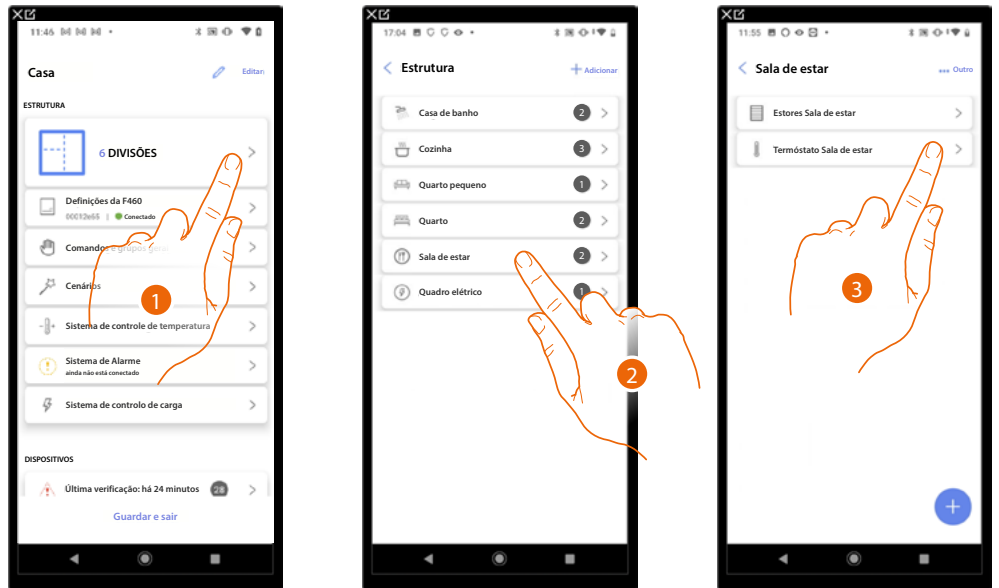 11:46
Casa
Editar
ESTRUTURA
6 DIVISÕES
Definições da F460
00012e65 | Conectado
Comandos e grupos gerais
Cenários
Sistema de controle de temperatura
Sistema de Alarme
ainda não está conectado
Sistema de controlo de carga
DISPOSITIVOS
Última verificação: há 24 minutos 28
Guardar e sair
1
17:04
Estrutura
Adicionar
Casa de banho 2
Cozinha 3
Quarto pequeno 1
Quarto 2
Sala de estar 2
Quadro elétrico 1
2
11:55
Sala de estar
Outro
Estores Sala de estar
Termóstato Sala de estar
3